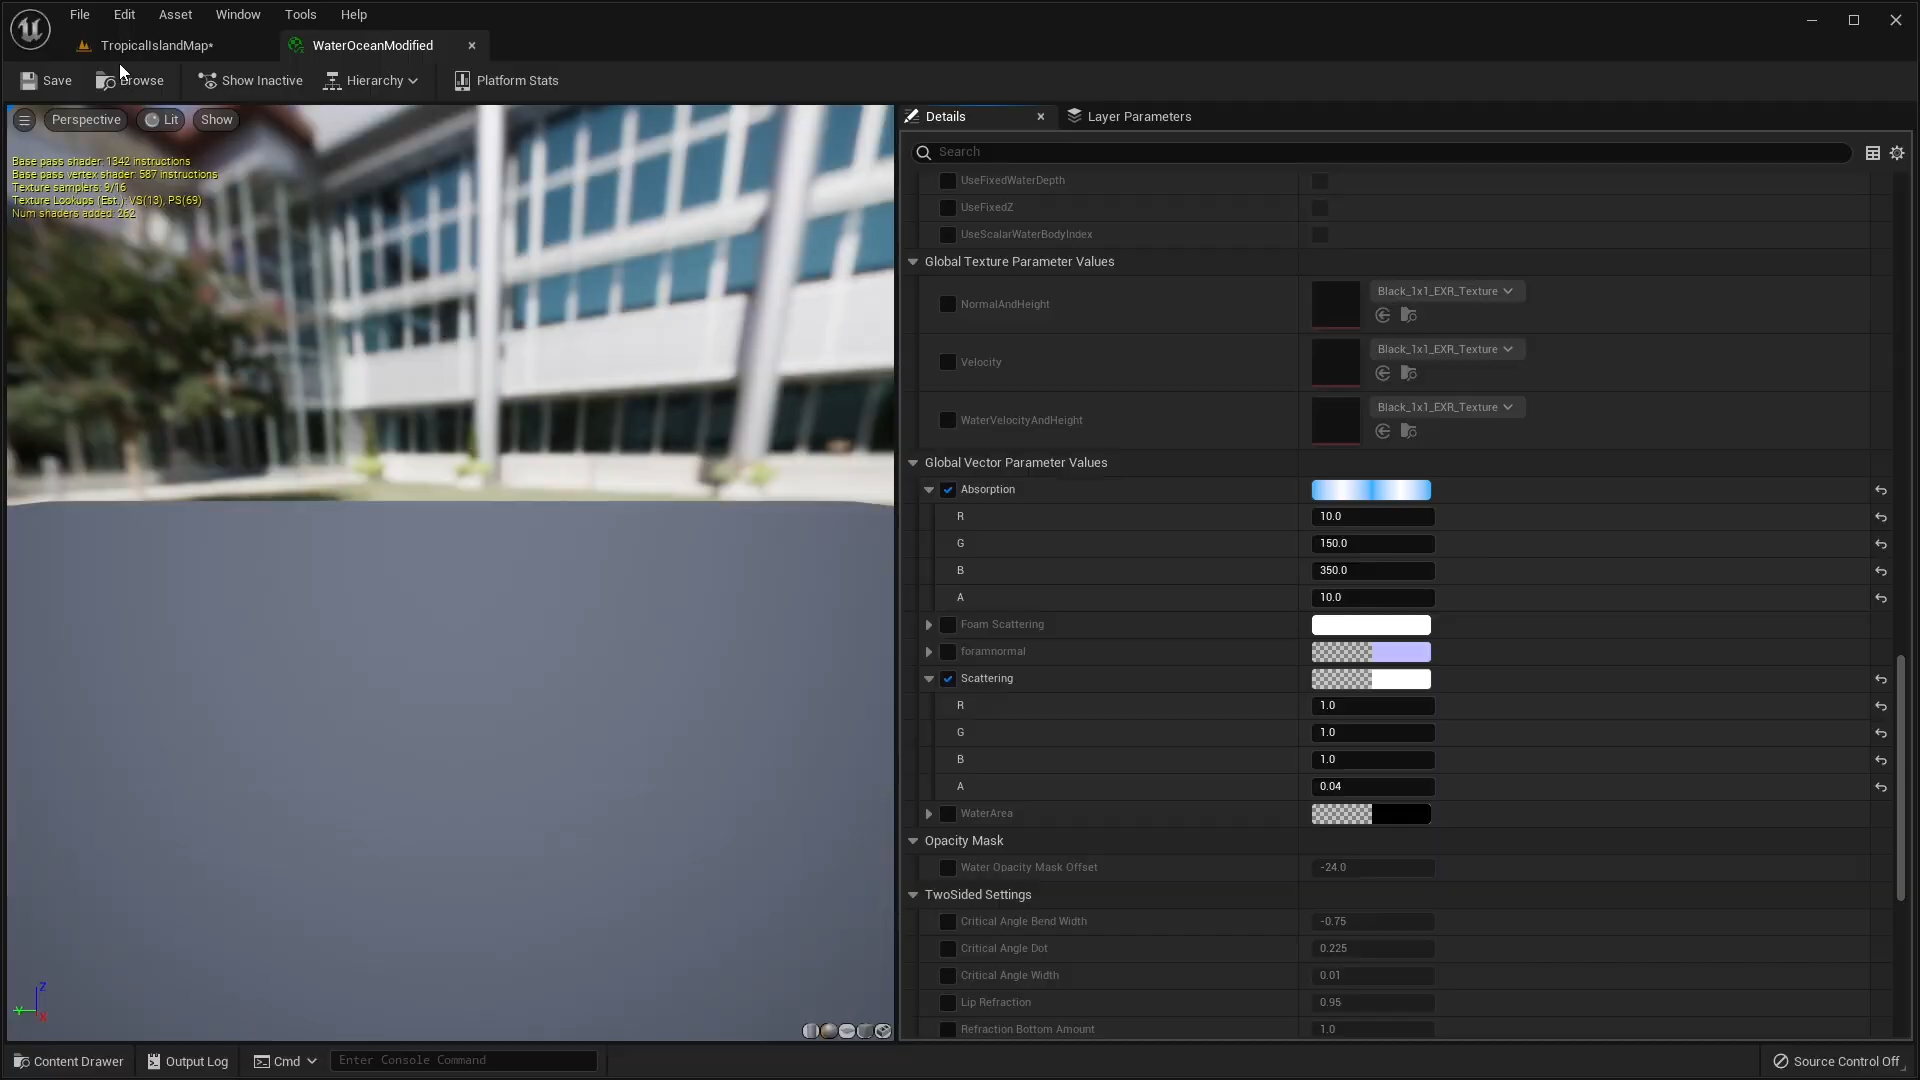 File Edit Asset Window Tools Help
TropicalIslandMap* WaterOceanModified
Save Browse Show Inactive Hierarchy Platform Stats
Perspective Lit Show
Base pass shader: 1342 instructions
Base pass vertex shader: 587 instructions
Texture samplers: 9/16
Texture Lookups (Est.): VS(13), PS(69)
Num shaders added: 262
Z
Y
X
Details Layer Parameters
Search
UseFixedWaterDepth
UseFixedZ
UseScalarWaterBodyIndex
Global Texture Parameter Values
NormalAndHeight Black_1x1_EXR_Texture
Velocity Black_1x1_EXR_Texture
WaterVelocityAndHeight Black_1x1_EXR_Texture
Global Vector Parameter Values
Absorption
R 10.0
G 150.0
B 350.0
A 10.0
Foam Scattering
foramnormal
Scattering
R 1.0
G 1.0
B 1.0
A 0.04
WaterArea
Opacity Mask
Water Opacity Mask Offset -24.0
TwoSided Settings
Critical Angle Bend Width -0.75
Critical Angle Dot 0.225
Critical Angle Width 0.01
Lip Refraction 0.95
Refraction Bottom Amount 1.0
Content Drawer Output Log Cmd Enter Console Command Source Control Off